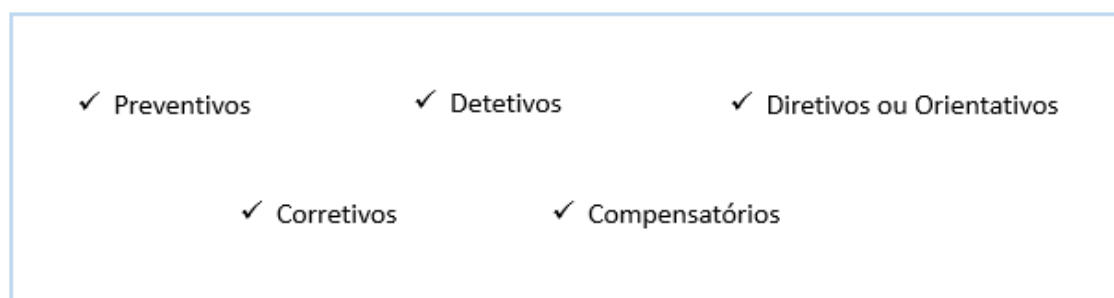 ✓ Preventivos ✓ Detetivos ✓ Diretivos ou Orientativos
✓ Corretivos ✓ Compensatórios